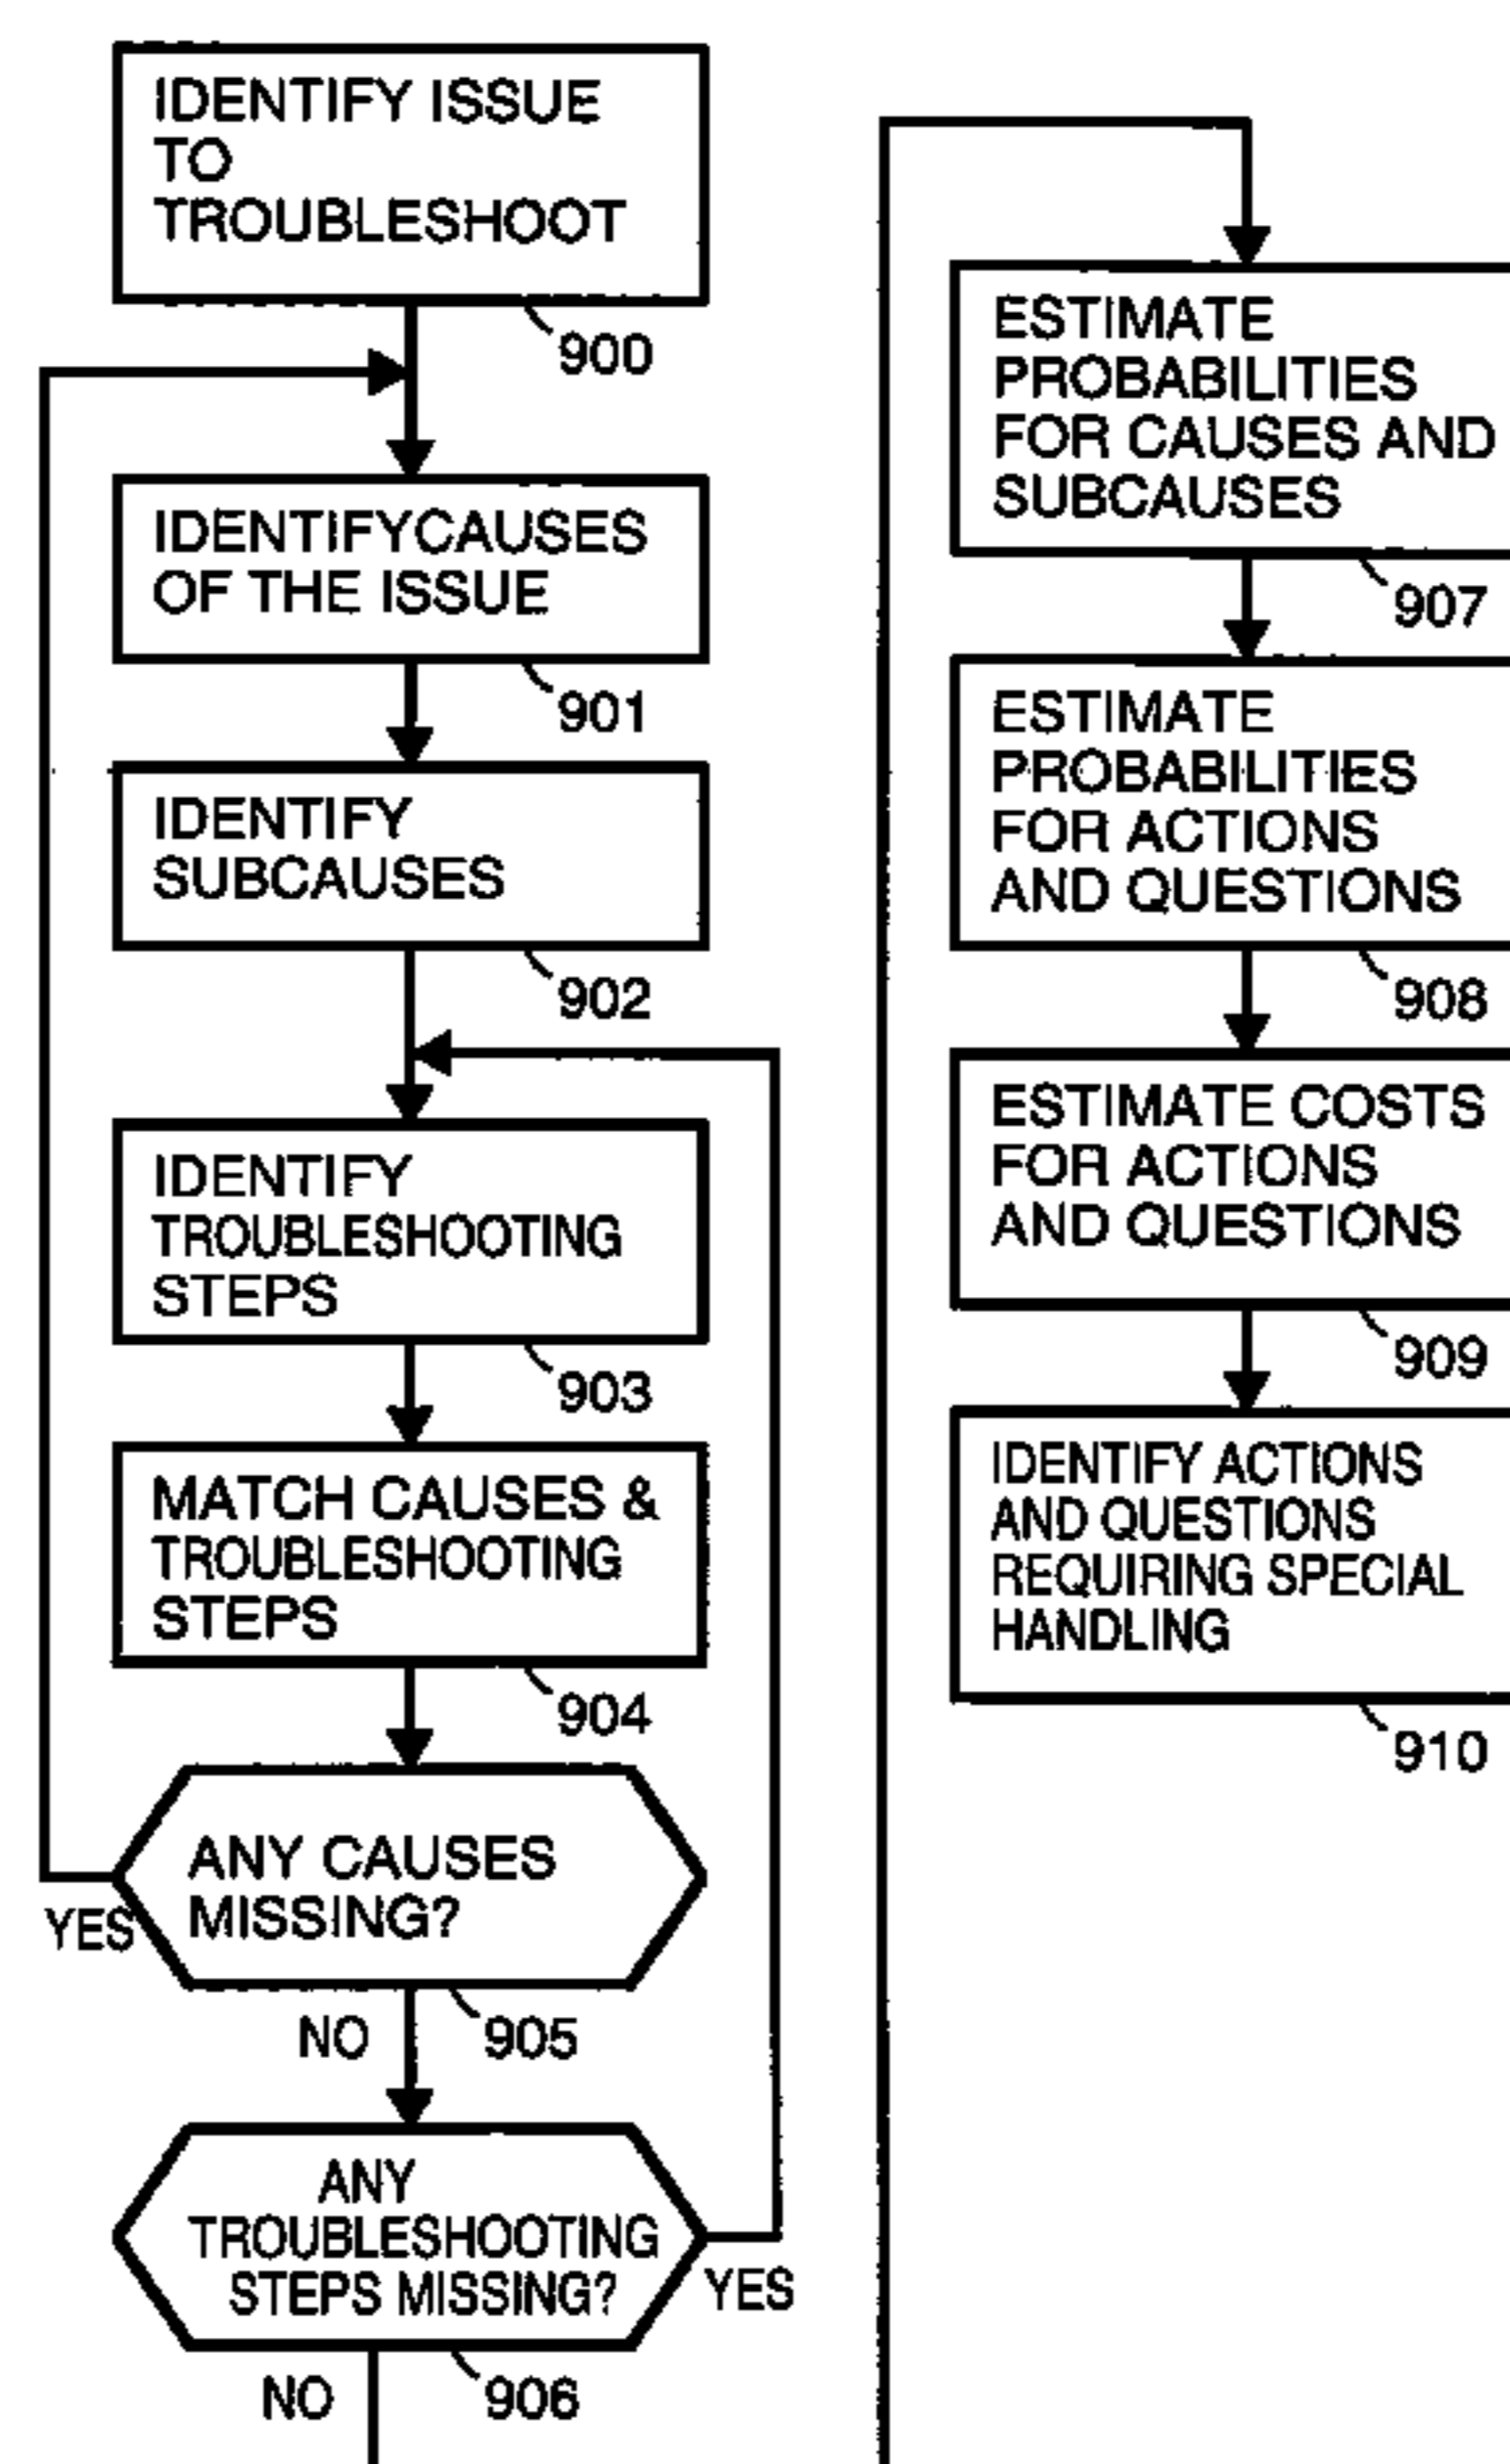 IDENTIFY ISSUE
TO
TROUBLESHOOT
900
IDENTIFYCAUSES
OF THE ISSUE
901
IDENTIFY
SUBCAUSES
902
IDENTIFY
TROUBLESHOOTING
STEPS
903
MATCH CAUSES &
TROUBLESHOOTING
STEPS
904
ANY CAUSES
MISSING?
YES
NO
905
ANY
TROUBLESHOOTING
STEPS MISSING?
YES
NO
906
ESTIMATE
PROBABILITIES
FOR CAUSES AND
SUBCAUSES
907
ESTIMATE
PROBABILITIES
FOR ACTIONS
AND QUESTIONS
908
ESTIMATE COSTS
FOR ACTIONS
AND QUESTIONS
909
IDENTIFY ACTIONS
AND QUESTIONS
REQUIRING SPECIAL
HANDLING
910